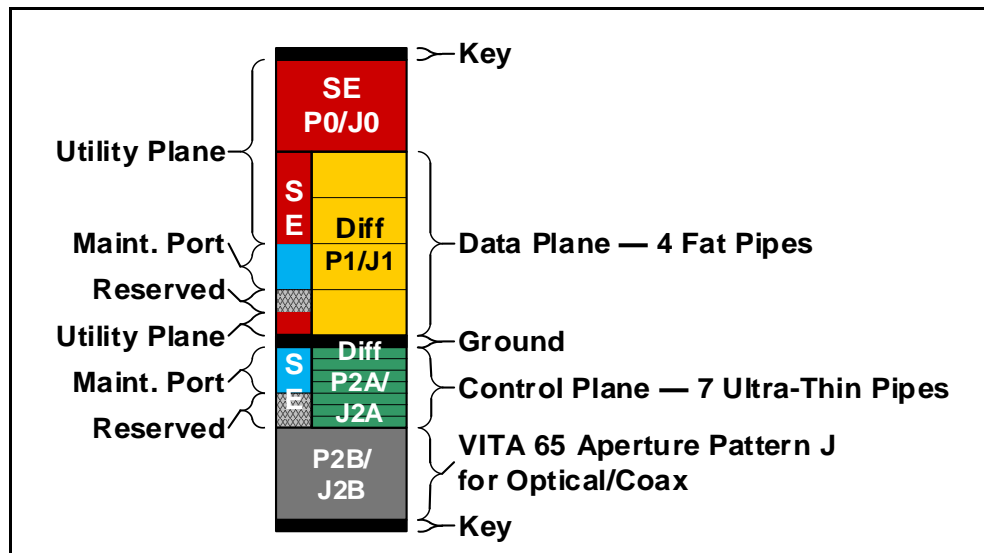 Key
SE
P0/J0
Utility Plane
S
E
Diff
P1/J1
Data Plane — 4 Fat Pipes
Maint. Port
Reserved
Utility Plane
Ground
S
E
Diff
P2A/
J2A
Maint. Port
Control Plane — 7 Ultra-Thin Pipes
Reserved
P2B/
J2B
VITA 65 Aperture Pattern J
for Optical/Coax
Key